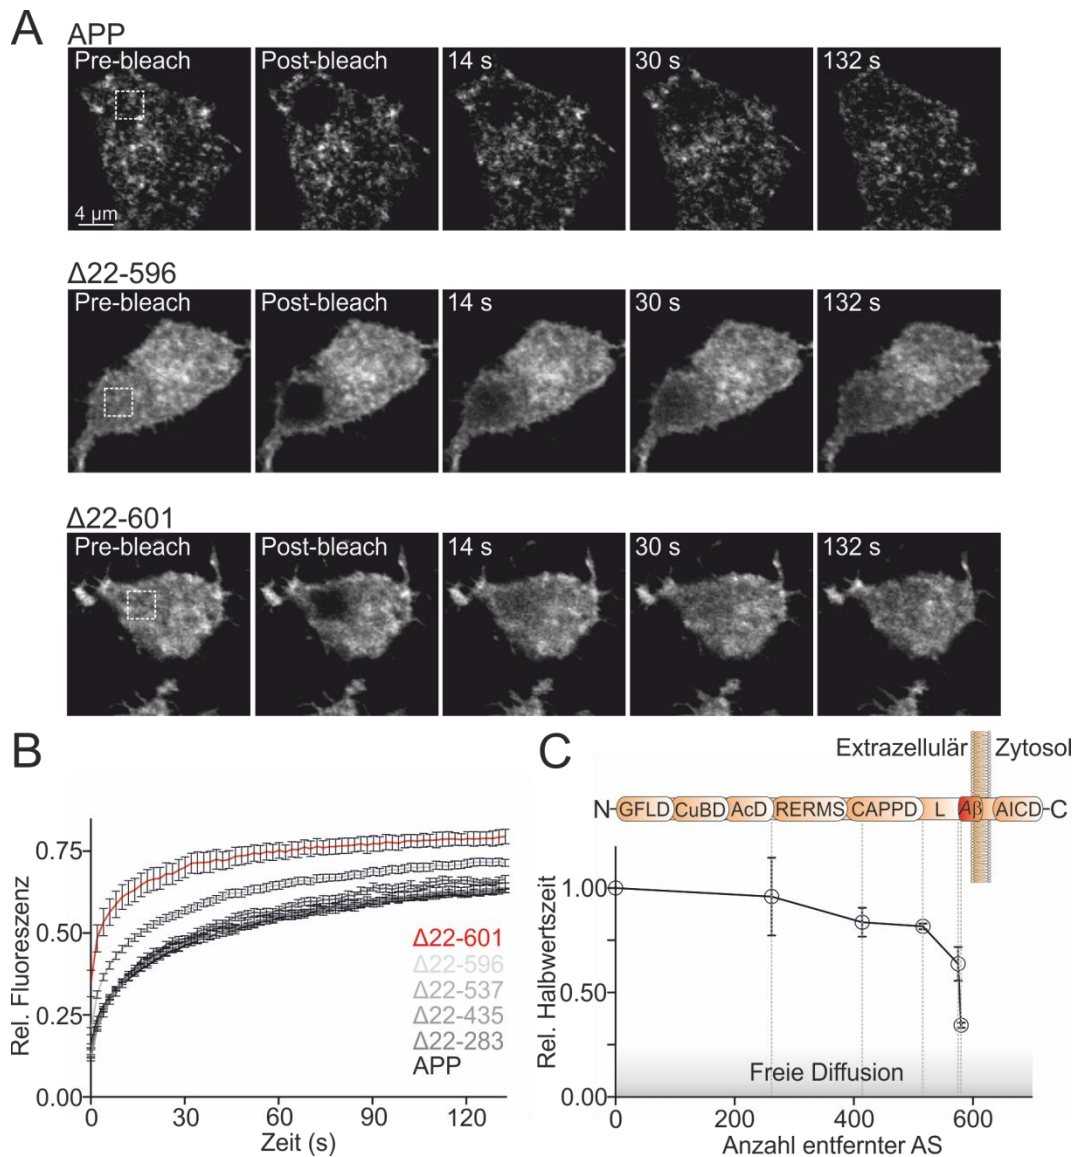 A
APP
Pre-bleach Post-bleach 14 s 30 s 132 s
4 µm
Δ22-596
Pre-bleach Post-bleach 14 s 30 s 132 s
Δ22-601
Pre-bleach Post-bleach 14 s 30 s 132 s
B
Rel. Fluoreszenz
0.75
0.50
0.25
0.00
0 30 60 90 120
Zeit (s)
Δ22-601
Δ22-596
Δ22-537
Δ22-435
Δ22-283
APP
C
Extrazellulär Zytosol
N-GFLD CuBD AcD RERMS CAPPD L Aβ AICD-C
Rel. Halbwertszeit
1.00
0.50
0.00
Freie Diffusion
0 200 400 600
Anzahl entfernter AS